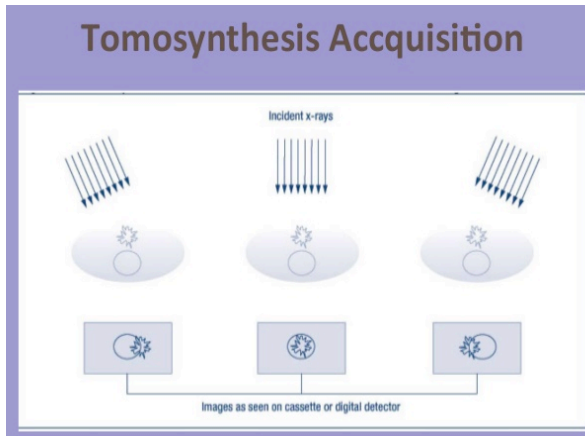 Tomosynthesis Accquisition
Incident x-rays
Images as seen on cassette or digital detector